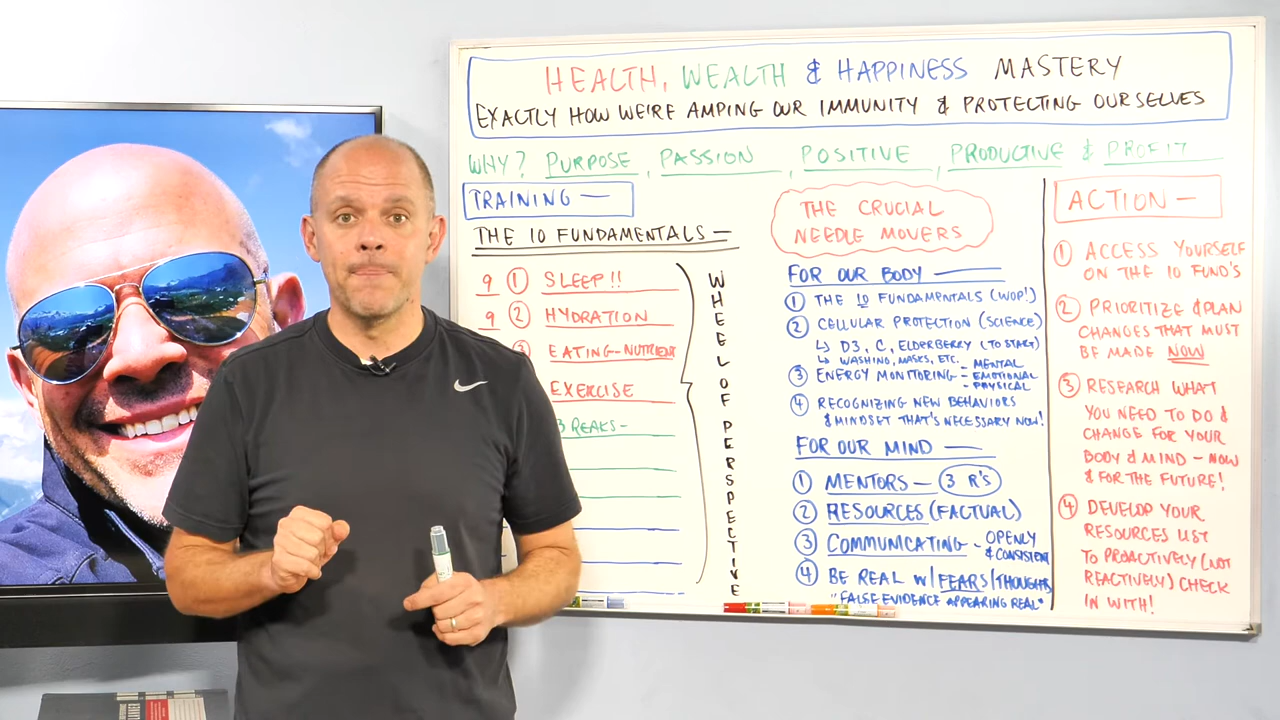 HEALTH, WEALTH & HAPPINESS MASTERY
EXACTLY HOW WE'RE AMPING OUR IMMUNITY & PROTECTING OURSELVES
WHY? PURPOSE, PASSION, POSITIVE, PRODUCTIVE & PROFIT
TRAINING —
THE 10 FUNDAMENTALS —
9 ① SLEEP!!
9 ② HYDRATION
③ EATING - NUTRIENT
EXERCISE
BREAKS -
WHEEL OF PERSPECTIVE
THE CRUCIAL
NEEDLE MOVERS
FOR OUR BODY —
① THE 10 FUNDAMENTALS (WOP!)
② CELLULAR PROTECTION (SCIENCE)
↳ D3, C, ELDERBERRY (TO START)
↳ WASHING, MASKS, ETC.
③ ENERGY MONITORING - MENTAL
- EMOTIONAL
- PHYSICAL
④ RECOGNIZING NEW BEHAVIORS
& MINDSET THAT'S NECESSARY NOW!
FOR OUR MIND —
① MENTORS — 3 R'S
② RESOURCES (FACTUAL)
③ COMMUNICATING - OPENLY
& CONSISTENT
④ BE REAL W/ FEARS/THOUGHTS
"FALSE EVIDENCE APPEARING REAL"
ACTION —
① ACCESS YOURSELF
ON THE 10 FUND'S
② PRIORITIZE & PLAN
CHANGES THAT MUST
BE MADE NOW
③ RESEARCH WHAT
YOU NEED TO DO &
CHANGE FOR YOUR
BODY & MIND - NOW
& FOR THE FUTURE!
④ DEVELOP YOUR
RESOURCES LIST
TO PROACTIVELY (NOT
REACTIVELY) CHECK
IN WITH!